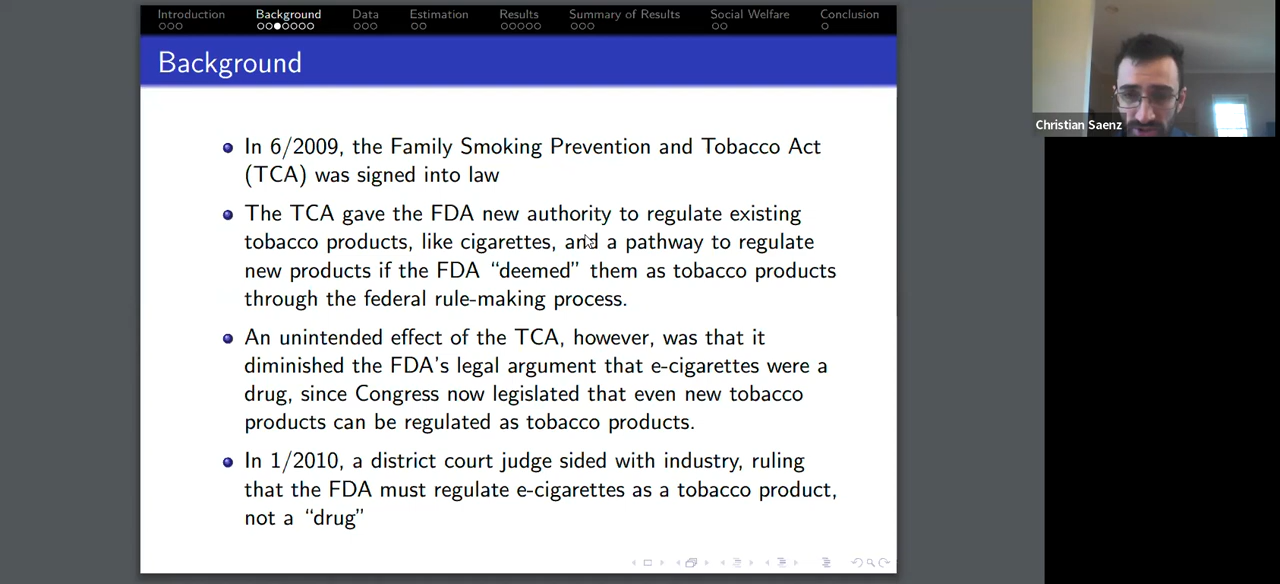 Introduction Background Data Estimation Results Summary of Results Social Welfare Conclusion
Background
In 6/2009, the Family Smoking Prevention and Tobacco Act
(TCA) was signed into law
The TCA gave the FDA new authority to regulate existing
tobacco products, like cigarettes, and a pathway to regulate
new products if the FDA “deemed” them as tobacco products
through the federal rule-making process.
An unintended effect of the TCA, however, was that it
diminished the FDA's legal argument that e-cigarettes were a
drug, since Congress now legislated that even new tobacco
products can be regulated as tobacco products.
In 1/2010, a district court judge sided with industry, ruling
that the FDA must regulate e-cigarettes as a tobacco product,
not a “drug”
Christian Saenz